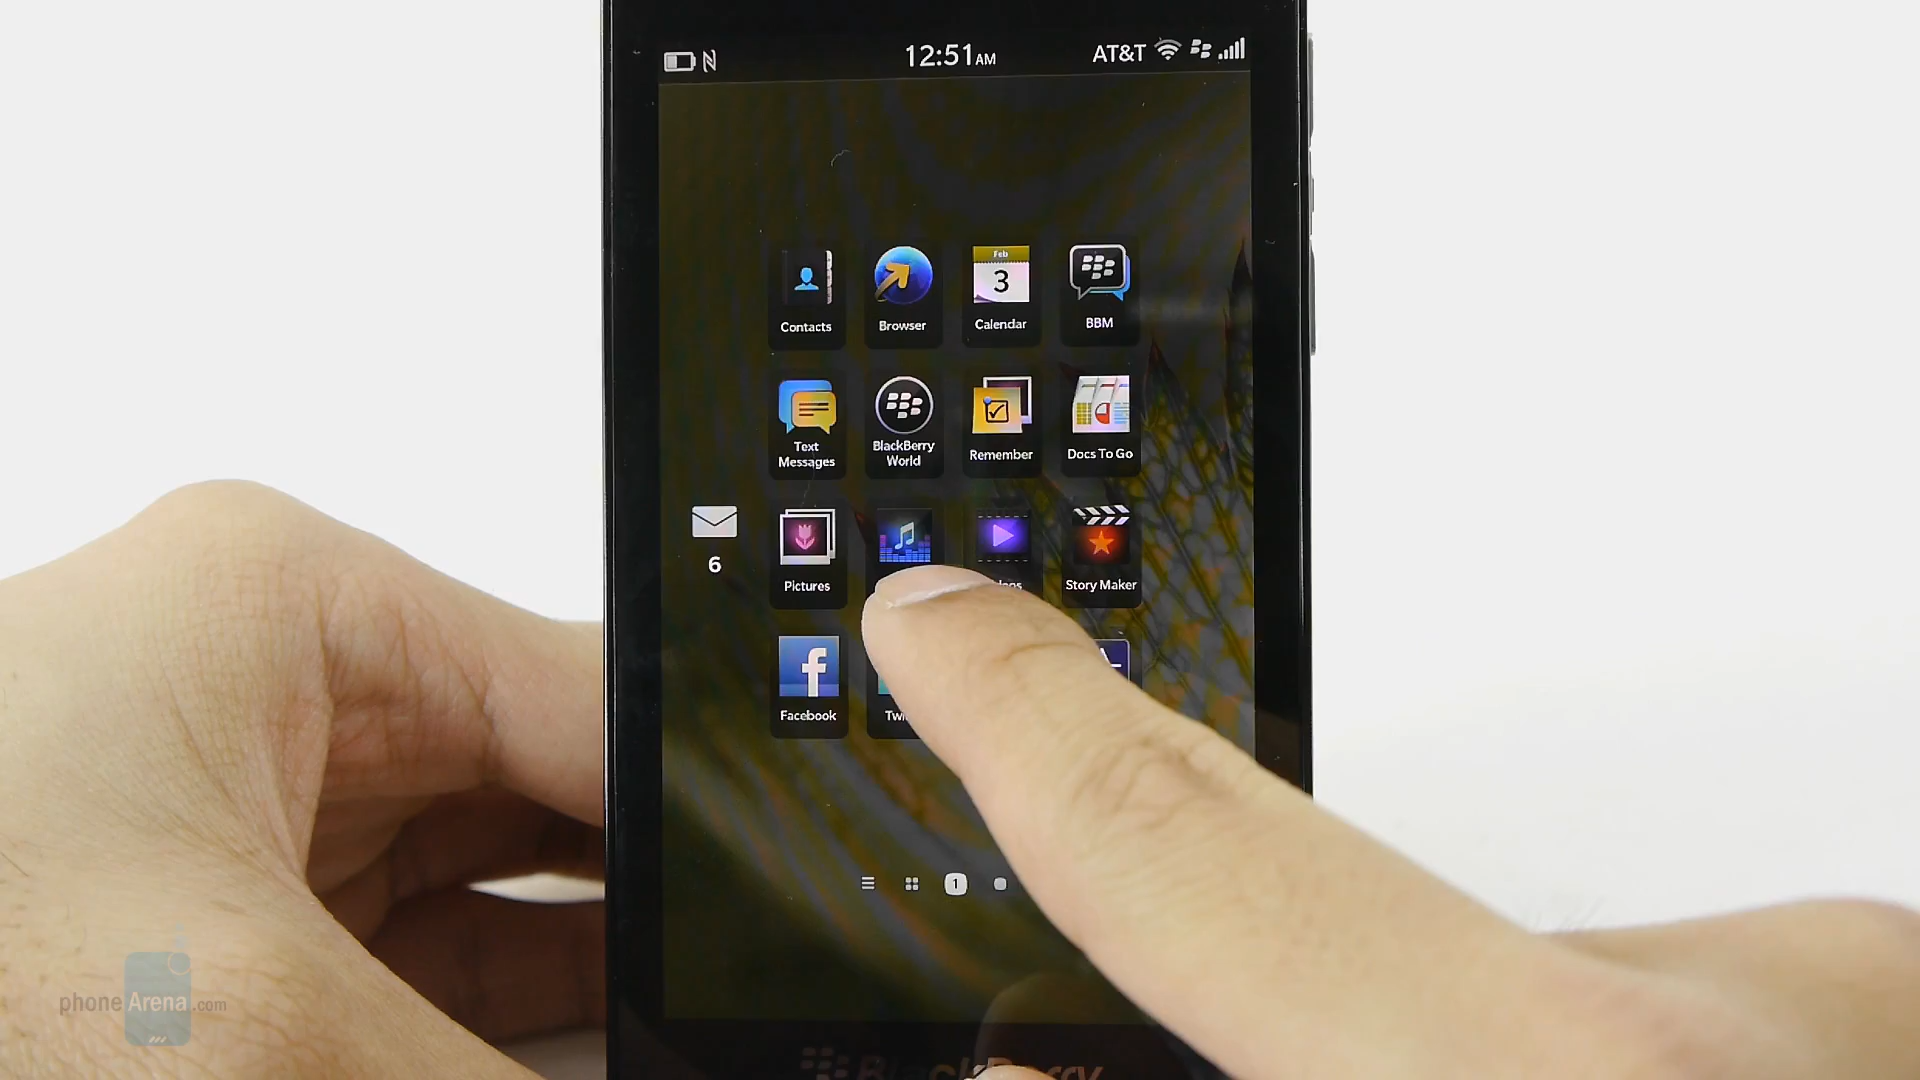 12:51AM
AT&T
Feb
3
Contacts
Browser
Calendar
BBM
Text
Messages
BlackBerry
World
Remember
Docs To Go
6
Pictures
Story Maker
Facebook
1
phoneArena.com
BlackBerry